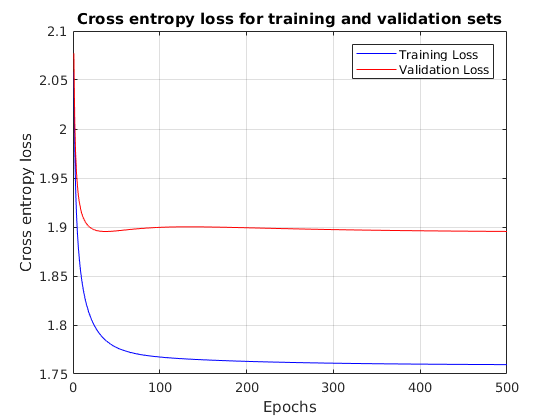 Cross entropy loss for training and validation sets
2.1
2.05
2
1.95
1.9
1.85
1.8
1.75
Cross entropy loss
Training Loss
Validation Loss
0
100
200
300
400
500
Epochs